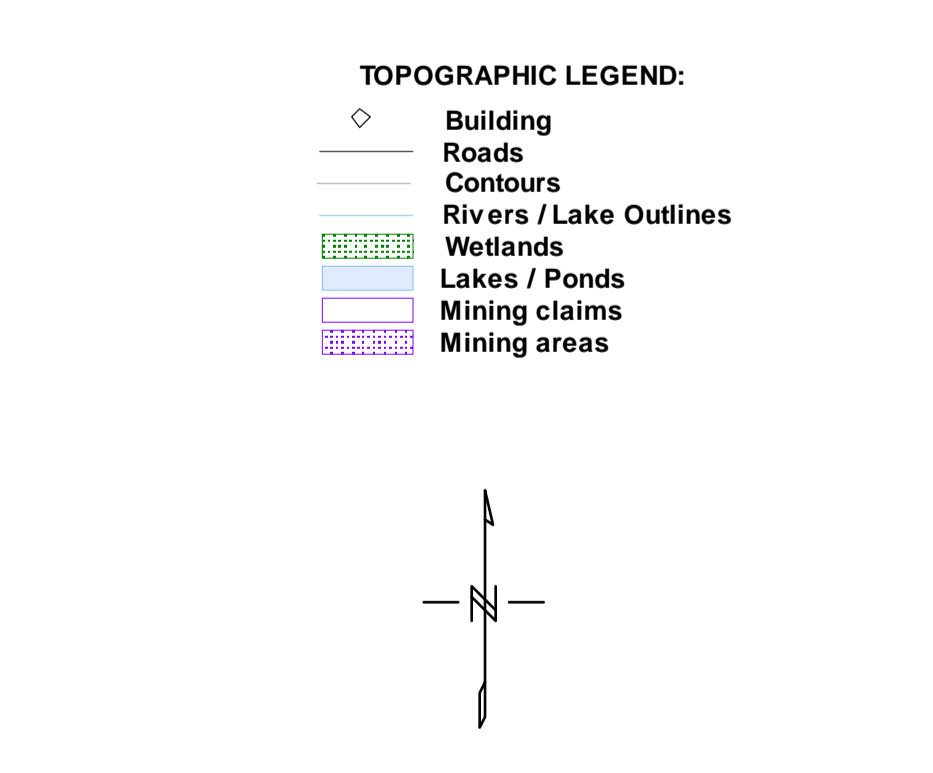 TOPOGRAPHIC LEGEND:
Building
Roads
Contours
Rivers / Lake Outlines
Wetlands
Lakes / Ponds
Mining claims
Mining areas
N